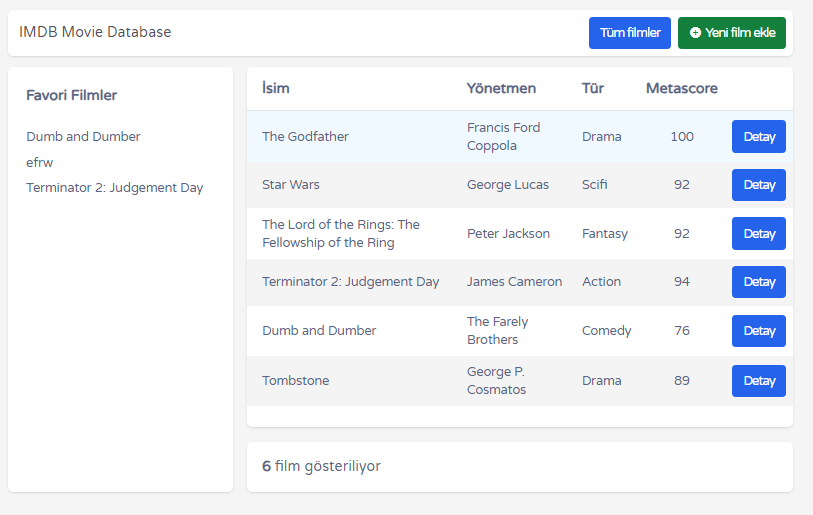 IMDB Movie Database
Tüm filmler
Yeni film ekle
Favori Filmler
Dumb and Dumber
efrw
Terminator 2: Judgement Day
İsim Yönetmen Tür Metascore
The Godfather Francis Ford Coppola Drama 100 Detay
Star Wars George Lucas Scifi 92 Detay
The Lord of the Rings: The Fellowship of the Ring Peter Jackson Fantasy 92 Detay
Terminator 2: Judgement Day James Cameron Action 94 Detay
Dumb and Dumber The Farely Brothers Comedy 76 Detay
Tombstone George P. Cosmatos Drama 89 Detay
6 film gösteriliyor